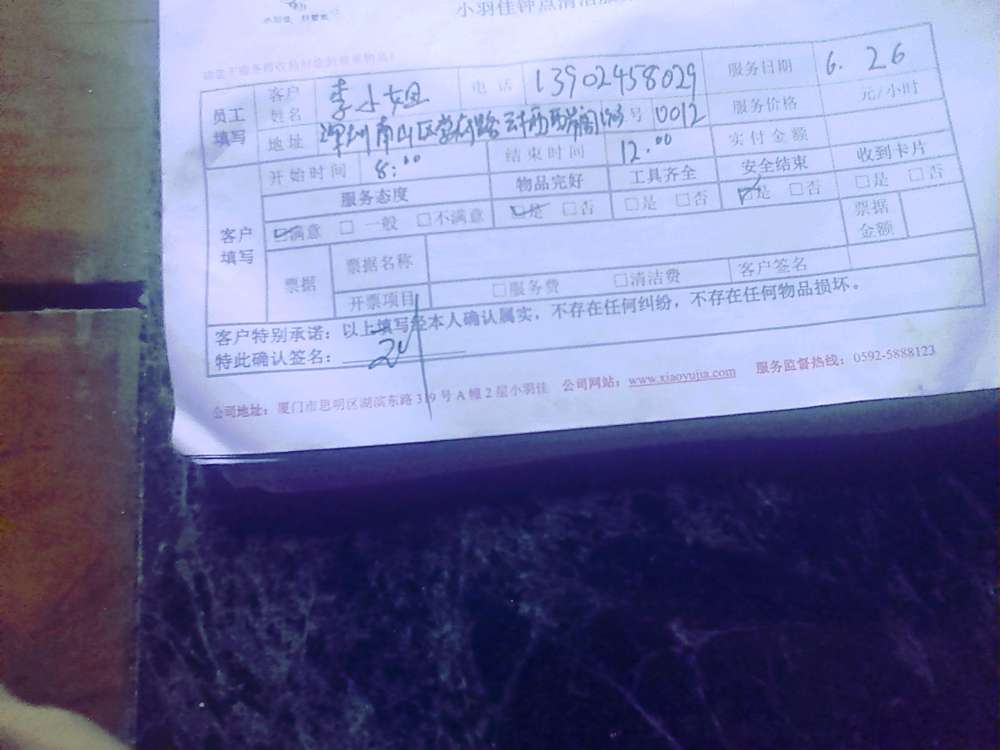 小羽佳钟点清洁服
员工填写 客户姓名 李小姐 电话 13902458029 服务日期 6.26
地址 深圳南山区学府路 号 0012 服务价格 元/小时
开始时间 8:00 结束时间 12.00 实付金额
客户填写 服务态度 物品完好 工具齐全 安全结束 收到卡片
☑满意 □一般 □不满意 ☑是 □否 □是 □否 ☑是 □否 □是 □否
票据 票据名称 票据金额
开票项目 □服务费 □清洁费 客户签名
客户特别承诺：以上填写经本人确认属实，不存在任何纠纷，不存在任何物品损坏。
特此确认签名：
公司地址：厦门市思明区湖滨东路319号A幢2层小羽佳 公司网站：www.xiaoyujia.com 服务监督热线：0592-5888123